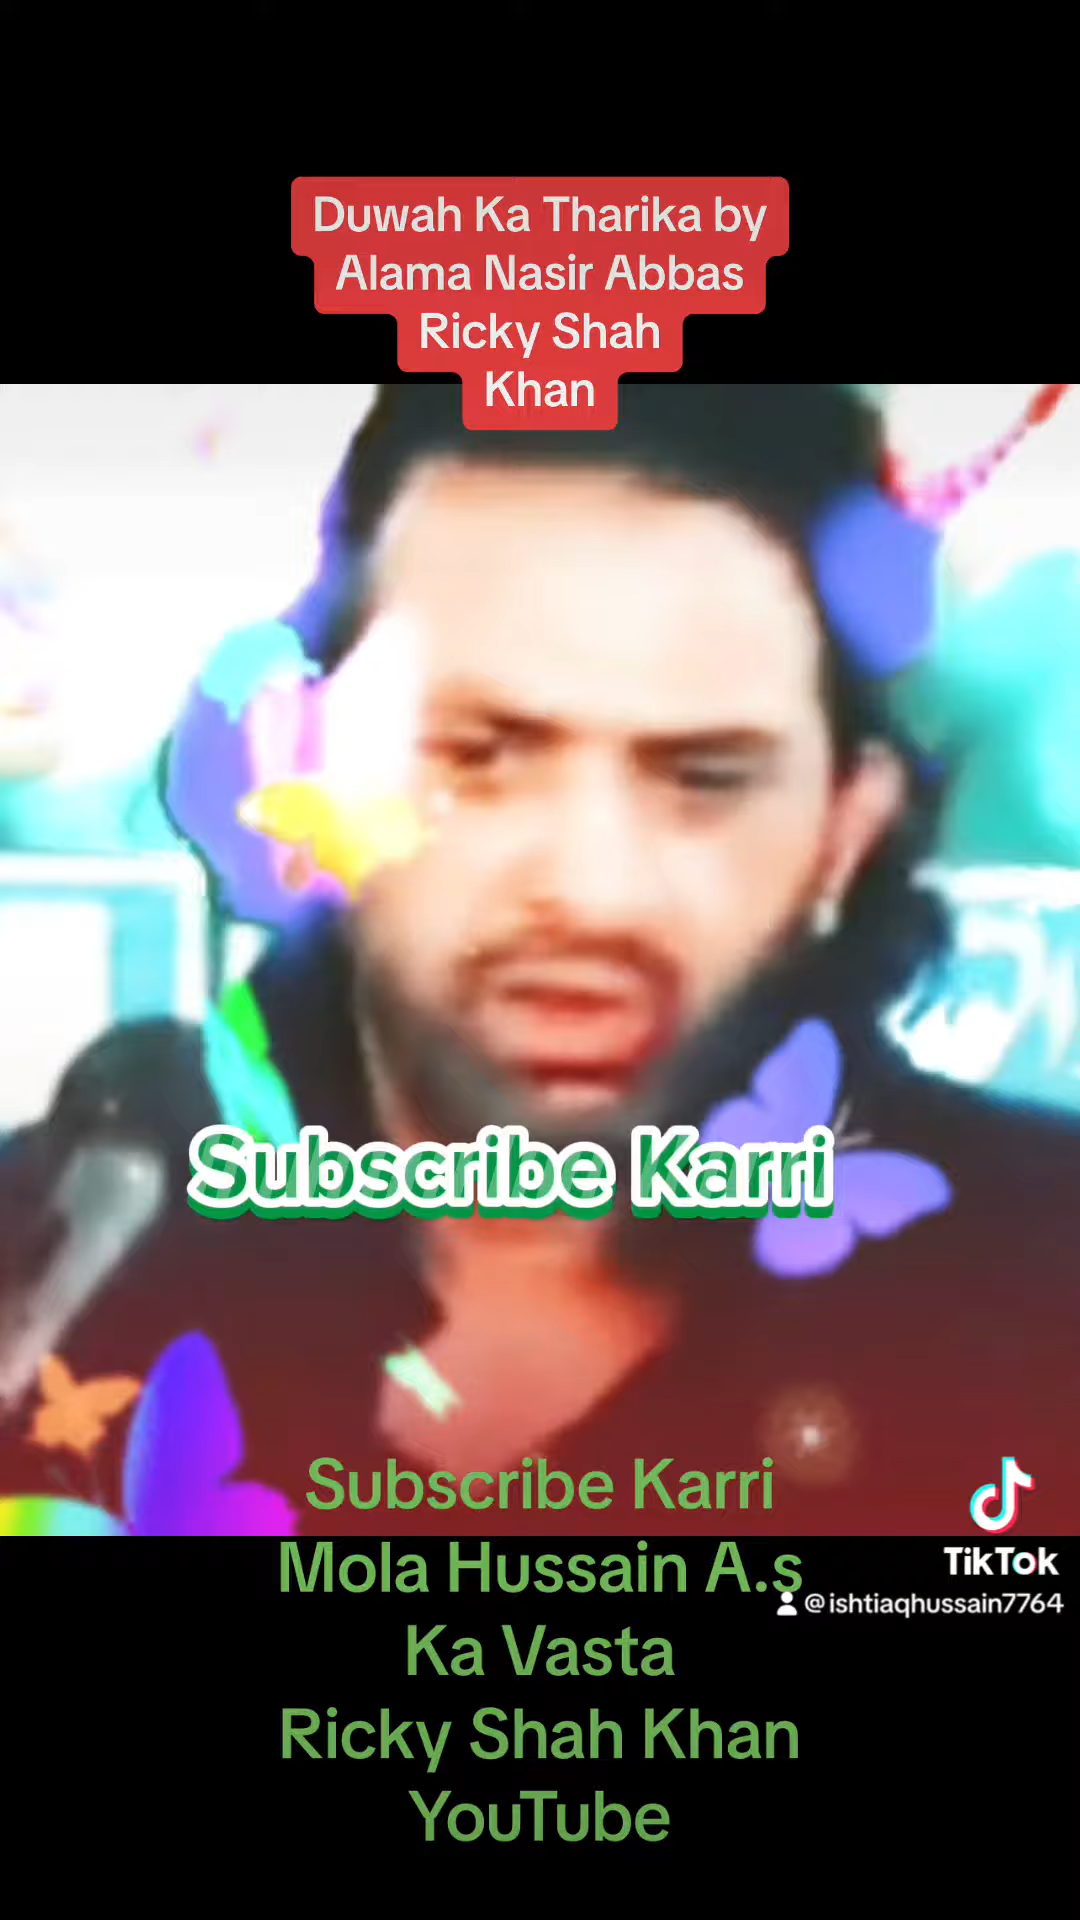 Duwah Ka Tharika by
Alama Nasir Abbas
Ricky Shah
Khan
Subscribe Karri
Subscribe Karri
Mola Hussain A.s
Ka Vasta
Ricky Shah Khan
YouTube
TikTok
@ishtiaqhussain7764